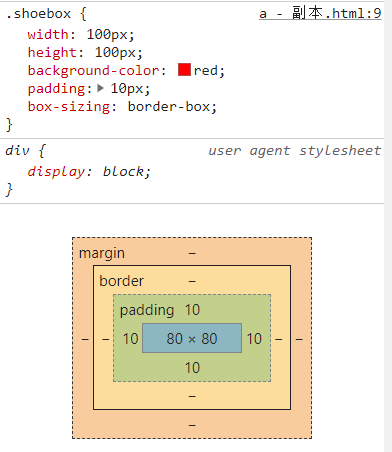 .shoebox { a - 副本.html:9
width: 100px;
height: 100px;
background-color: red;
padding: 10px;
box-sizing: border-box;
}
div { user agent stylesheet
display: block;
}
margin –
border –
padding 10
– – 10 80 × 80 10 – –
10
–
–